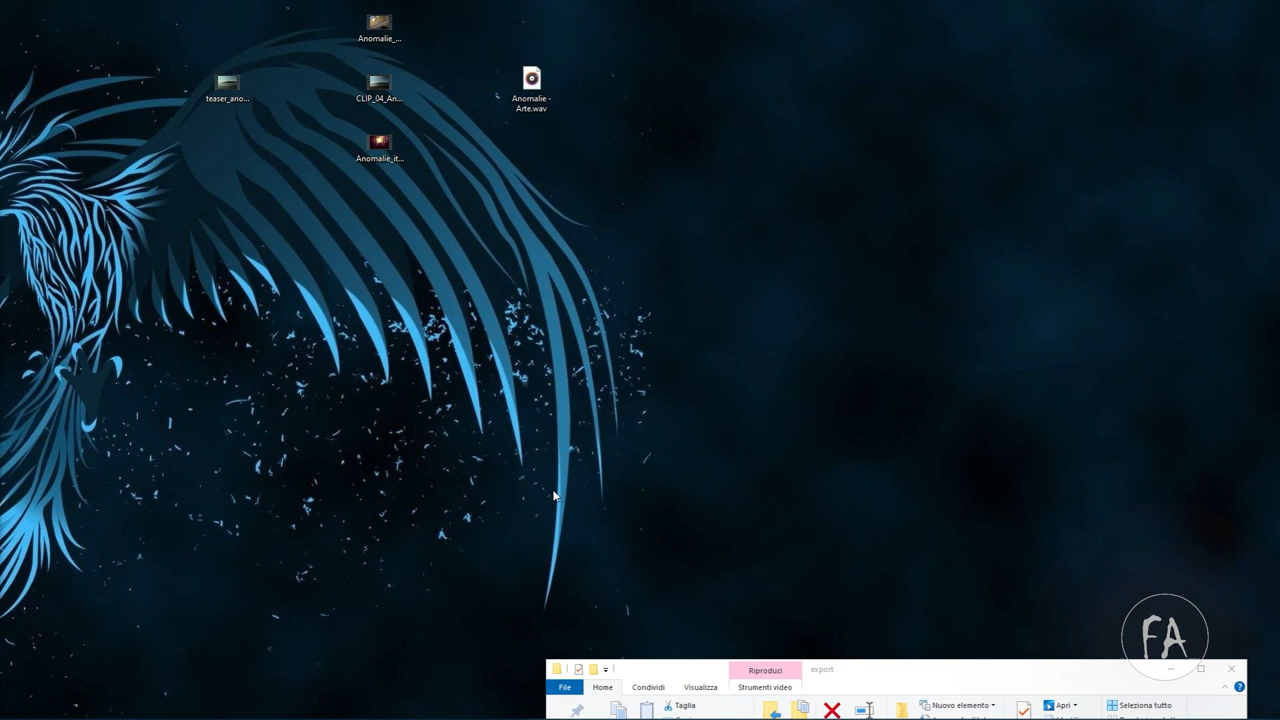 Anomalie_...
teaser_ano...
CLIP_04_An...
Anomalie -
Arte.wav
Anomalie_it...
FA
Riproduci
export
File
Home
Condividi
Visualizza
Strumenti video
Taglia
Nuovo elemento
Apri
Seleziona tutto